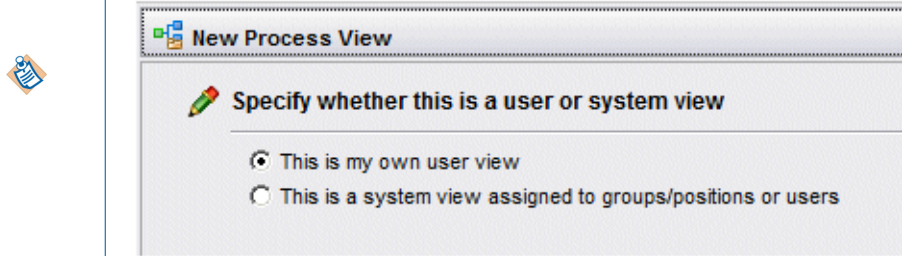 New Process View
Specify whether this is a user or system view
This is my own user view
This is a system view assigned to groups/positions or users